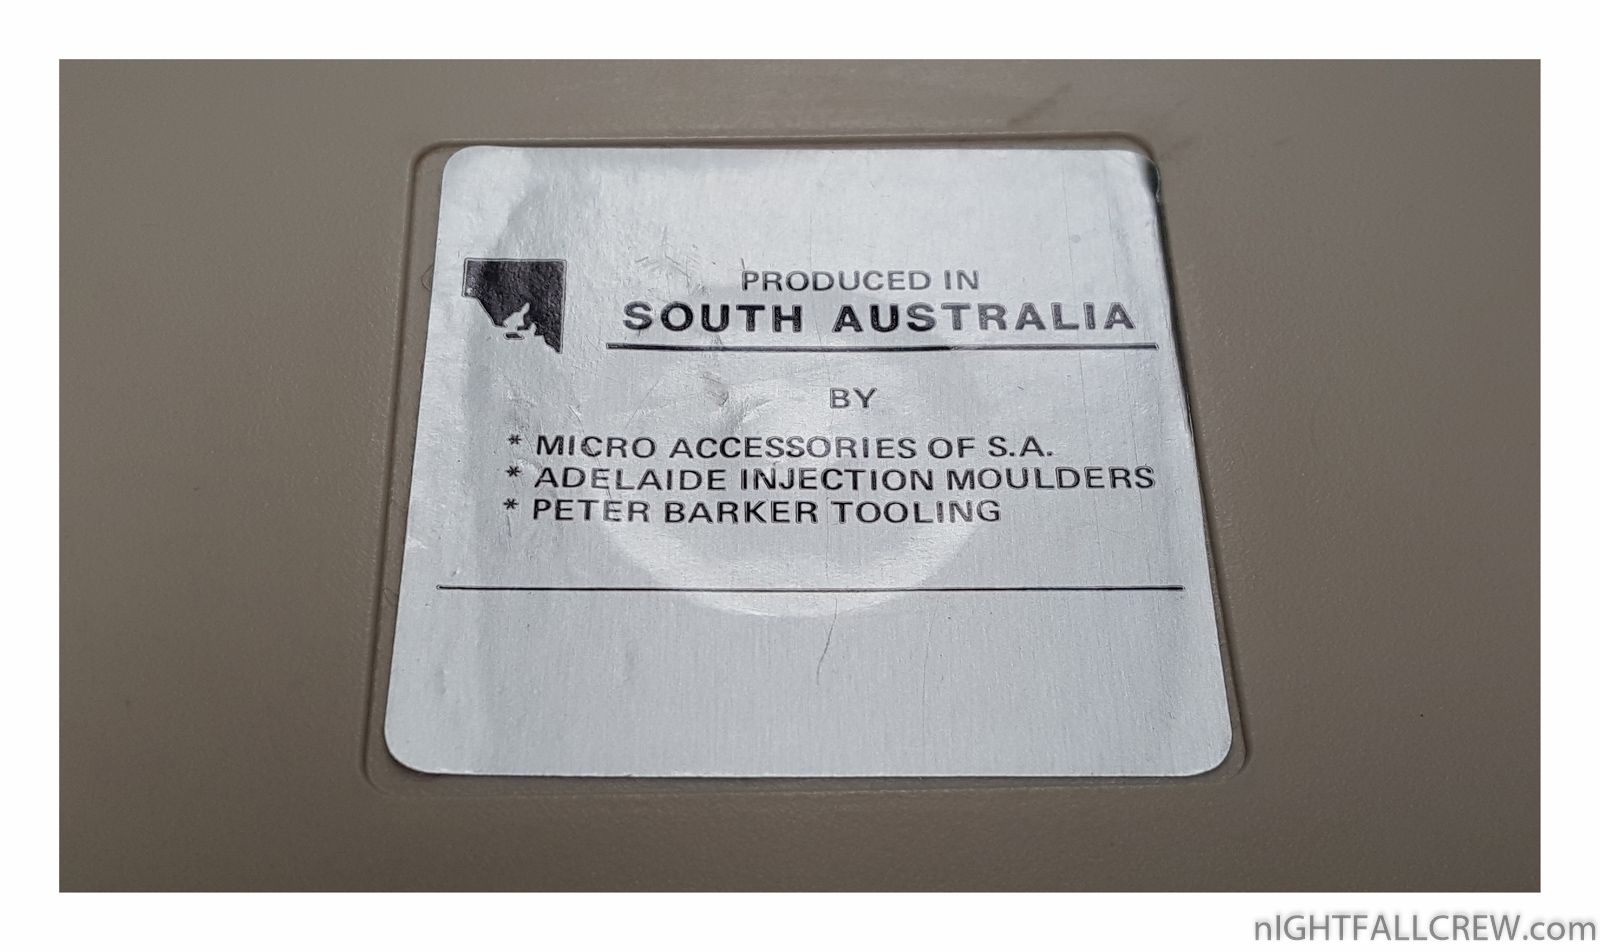 PRODUCED IN
SOUTH AUSTRALIA
BY
* MICRO ACCESSORIES OF S.A.
* ADELAIDE INJECTION MOULDERS
* PETER BARKER TOOLING
nIGHTFALLCREW.com